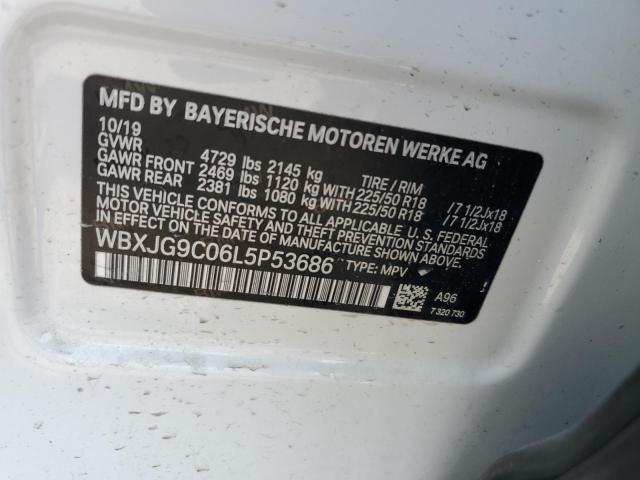 MFD BY BAYERISCHE MOTOREN WERKE AG
10/19
GVWR 4729 lbs 2145 kg TIRE / RIM
GAWR FRONT 2469 lbs 1120 kg WITH 225/50 R18 /7 1/2Jx18
GAWR REAR 2381 lbs 1080 kg WITH 225/50 R18 /7 1/2Jx18
THIS VEHICLE CONFORMS TO ALL APPLICABLE U.S. FEDERAL
MOTOR VEHICLE SAFETY AND THEFT PREVENTION STANDARDS
IN EFFECT ON THE DATE OF MANUFACTURE SHOWN ABOVE.
WBXJG9C06L5P53686 TYPE: MPV
A96
7 320 730